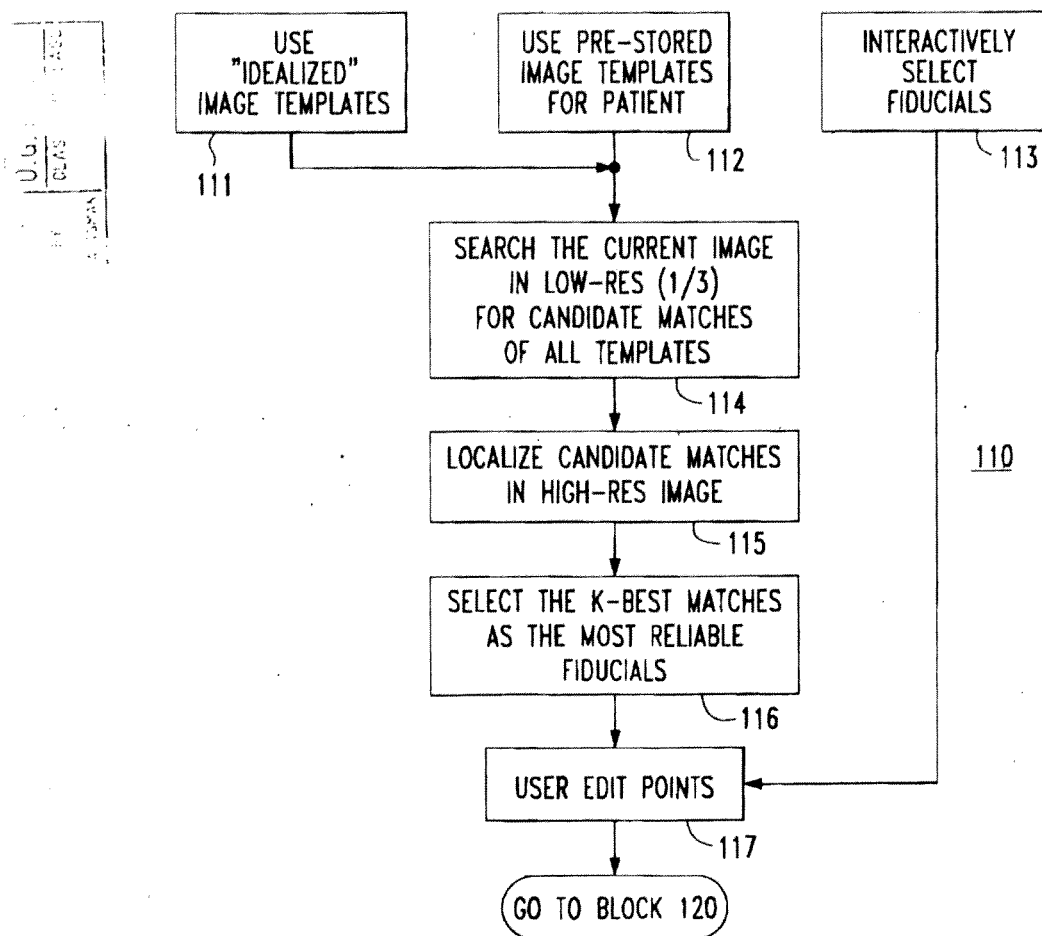 USE
"IDEALIZED"
IMAGE TEMPLATES
111
USE PRE-STORED
IMAGE TEMPLATES
FOR PATIENT
112
INTERACTIVELY
SELECT
FIDUCIALS
113
SEARCH THE CURRENT IMAGE
IN LOW-RES (1/3)
FOR CANDIDATE MATCHES
OF ALL TEMPLATES
114
LOCALIZE CANDIDATE MATCHES
IN HIGH-RES IMAGE
115
110
SELECT THE K-BEST MATCHES
AS THE MOST RELIABLE
FIDUCIALS
116
USER EDIT POINTS
117
GO TO BLOCK 120